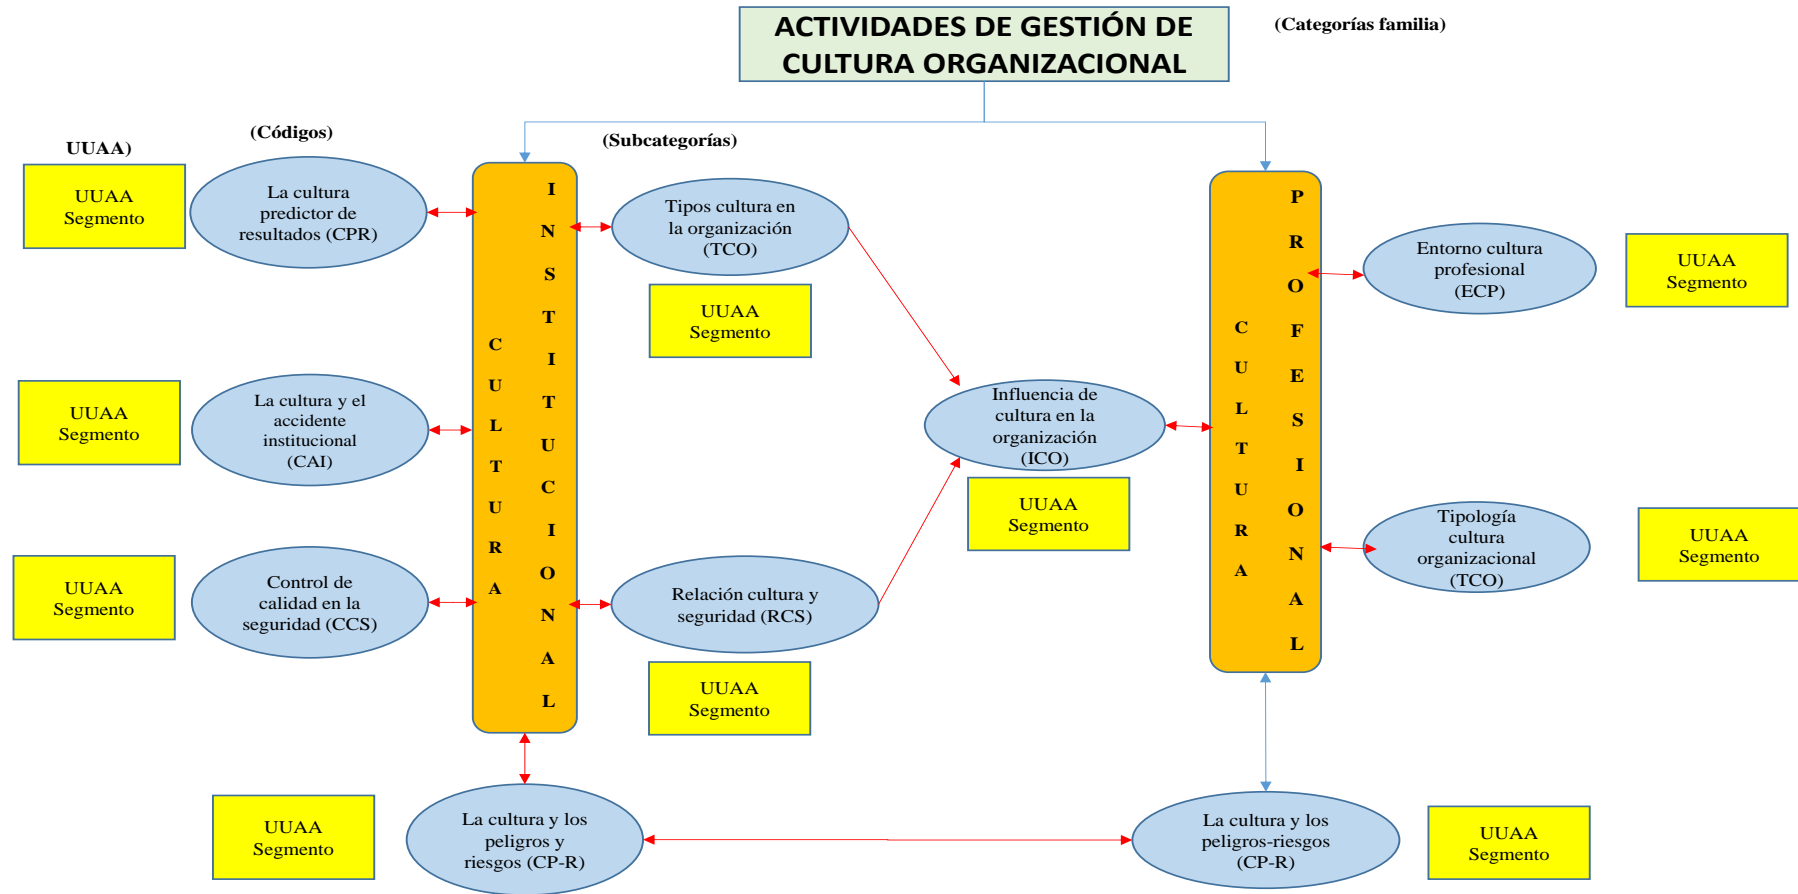 ACTIVIDADES DE GESTIÓN DE
CULTURA ORGANIZACIONAL
(Categorías familia)
UUAA)
(Códigos)
(Subcategorías)
UUAA
Segmento
La cultura
predictor de
resultados (CPR)
CULTURA
INSTITUCIONAL
Tipos cultura en
la organización
(TCO)
UUAA
Segmento
CULTURA
PROFESIONAL
Entorno cultura
profesional
(ECP)
UUAA
Segmento
UUAA
Segmento
La cultura y el
accidente
institucional
(CAI)
Influencia de
cultura en la
organización
(ICO)
UUAA
Segmento
Tipología
cultura
organizacional
(TCO)
UUAA
Segmento
UUAA
Segmento
Control de
calidad en la
seguridad (CCS)
Relación cultura y
seguridad (RCS)
UUAA
Segmento
UUAA
Segmento
La cultura y los
peligros y
riesgos (CP-R)
La cultura y los
peligros-riesgos
(CP-R)
UUAA
Segmento